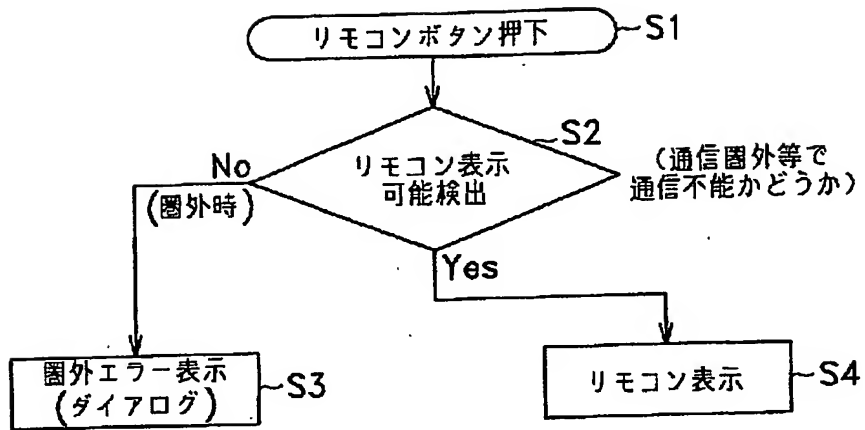 リモコンボタン押下
S1
S2
リモコン表示
可能検出
(通信圏外等で
通信不能かどうか)
No
(圏外時)
Yes
圏外エラー表示
(ダイアログ)
S3
リモコン表示
S4